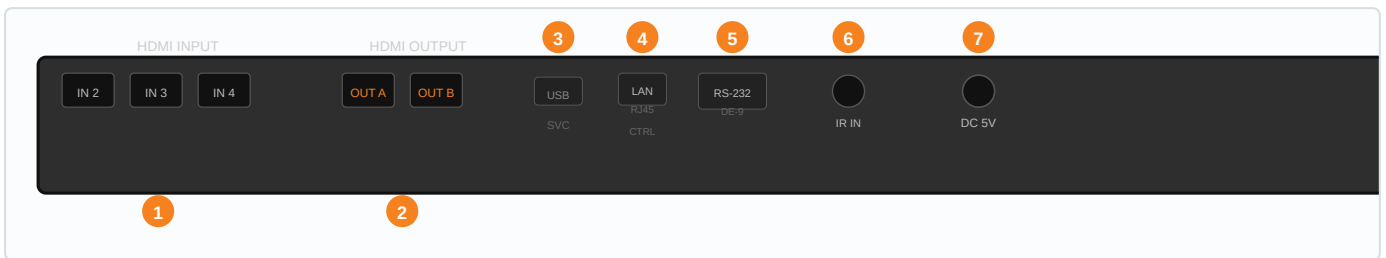 HDMI INPUT
HDMI OUTPUT
3
4
5
6
7
IN 2
IN 3
IN 4
OUT A
OUT B
USB
SVC
LAN
RJ45
CTRL
RS-232
DE-9
IR IN
DC 5V
1
2